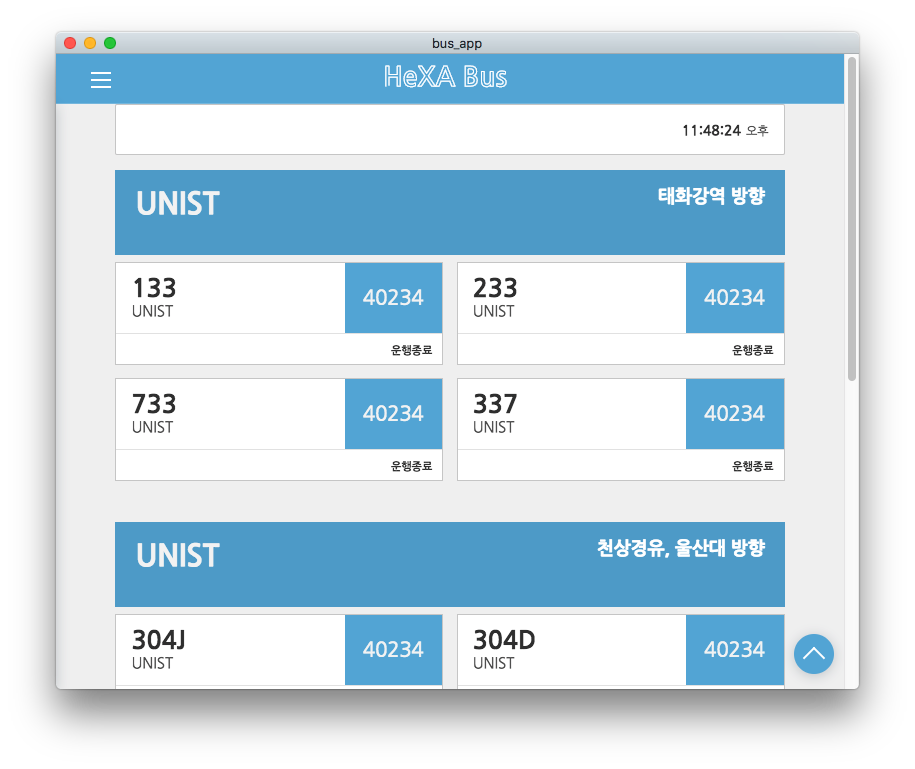 bus_app
HeXA Bus
11:48:24 오후
UNIST
태화강역 방향
133
UNIST
40234
운행종료
233
UNIST
40234
운행종료
733
UNIST
40234
운행종료
337
UNIST
40234
운행종료
UNIST
천상경유, 울산대 방향
304J
UNIST
40234
304D
UNIST
40234